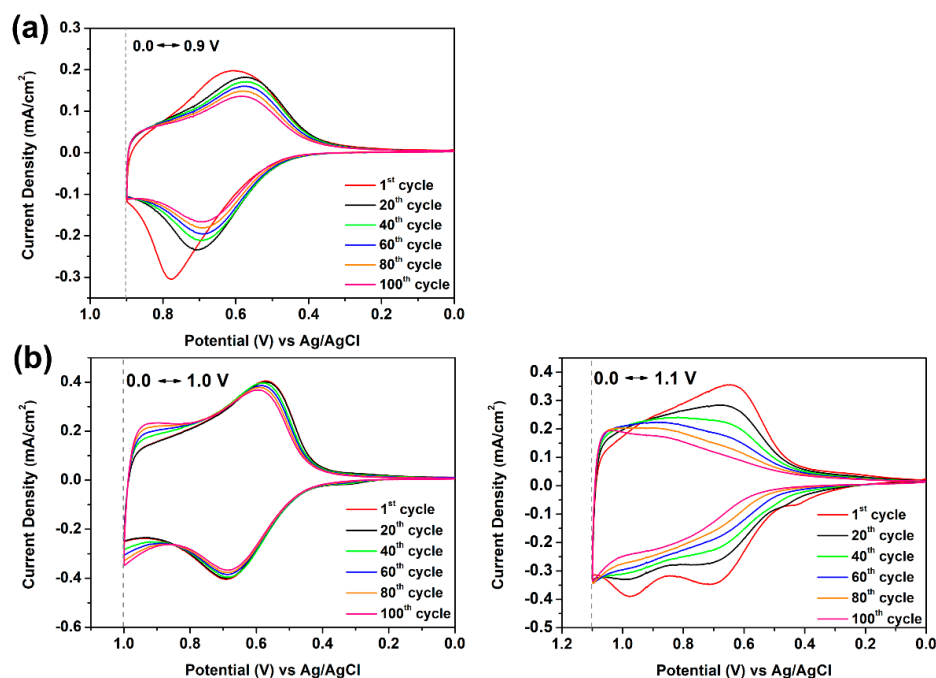 (a)
0.0 ↔ 0.9 V
Current Density (mA/cm²)
0.3
0.2
0.1
0.0
-0.1
-0.2
-0.3
1st cycle
20th cycle
40th cycle
60th cycle
80th cycle
100th cycle
1.0 0.8 0.6 0.4 0.2 0.0
Potential (V) vs Ag/AgCl
(b)
0.0 ↔ 1.0 V
Current Density (mA/cm²)
0.4
0.2
0.0
-0.2
-0.4
-0.6
1st cycle
20th cycle
40th cycle
60th cycle
80th cycle
100th cycle
1.0 0.8 0.6 0.4 0.2 0.0
Potential (V) vs Ag/AgCl
0.0 ↔ 1.1 V
Current Density (mA/cm²)
0.4
0.3
0.2
0.1
0.0
-0.1
-0.2
-0.3
-0.4
-0.5
1st cycle
20th cycle
40th cycle
60th cycle
80th cycle
100th cycle
1.2 1.0 0.8 0.6 0.4 0.2 0.0
Potential (V) vs Ag/AgCl